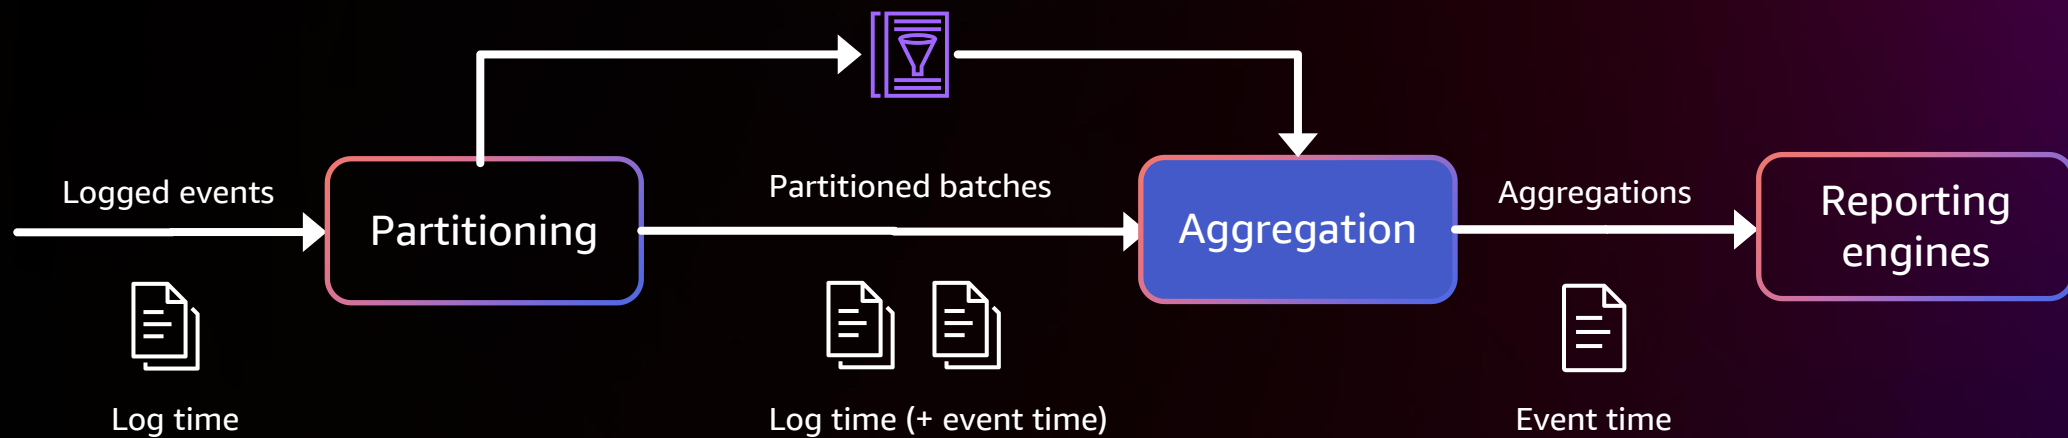 Logged events
Partitioning
Partitioned batches
Aggregation
Aggregations
Reporting
engines
Log time
Log time (+ event time)
Event time